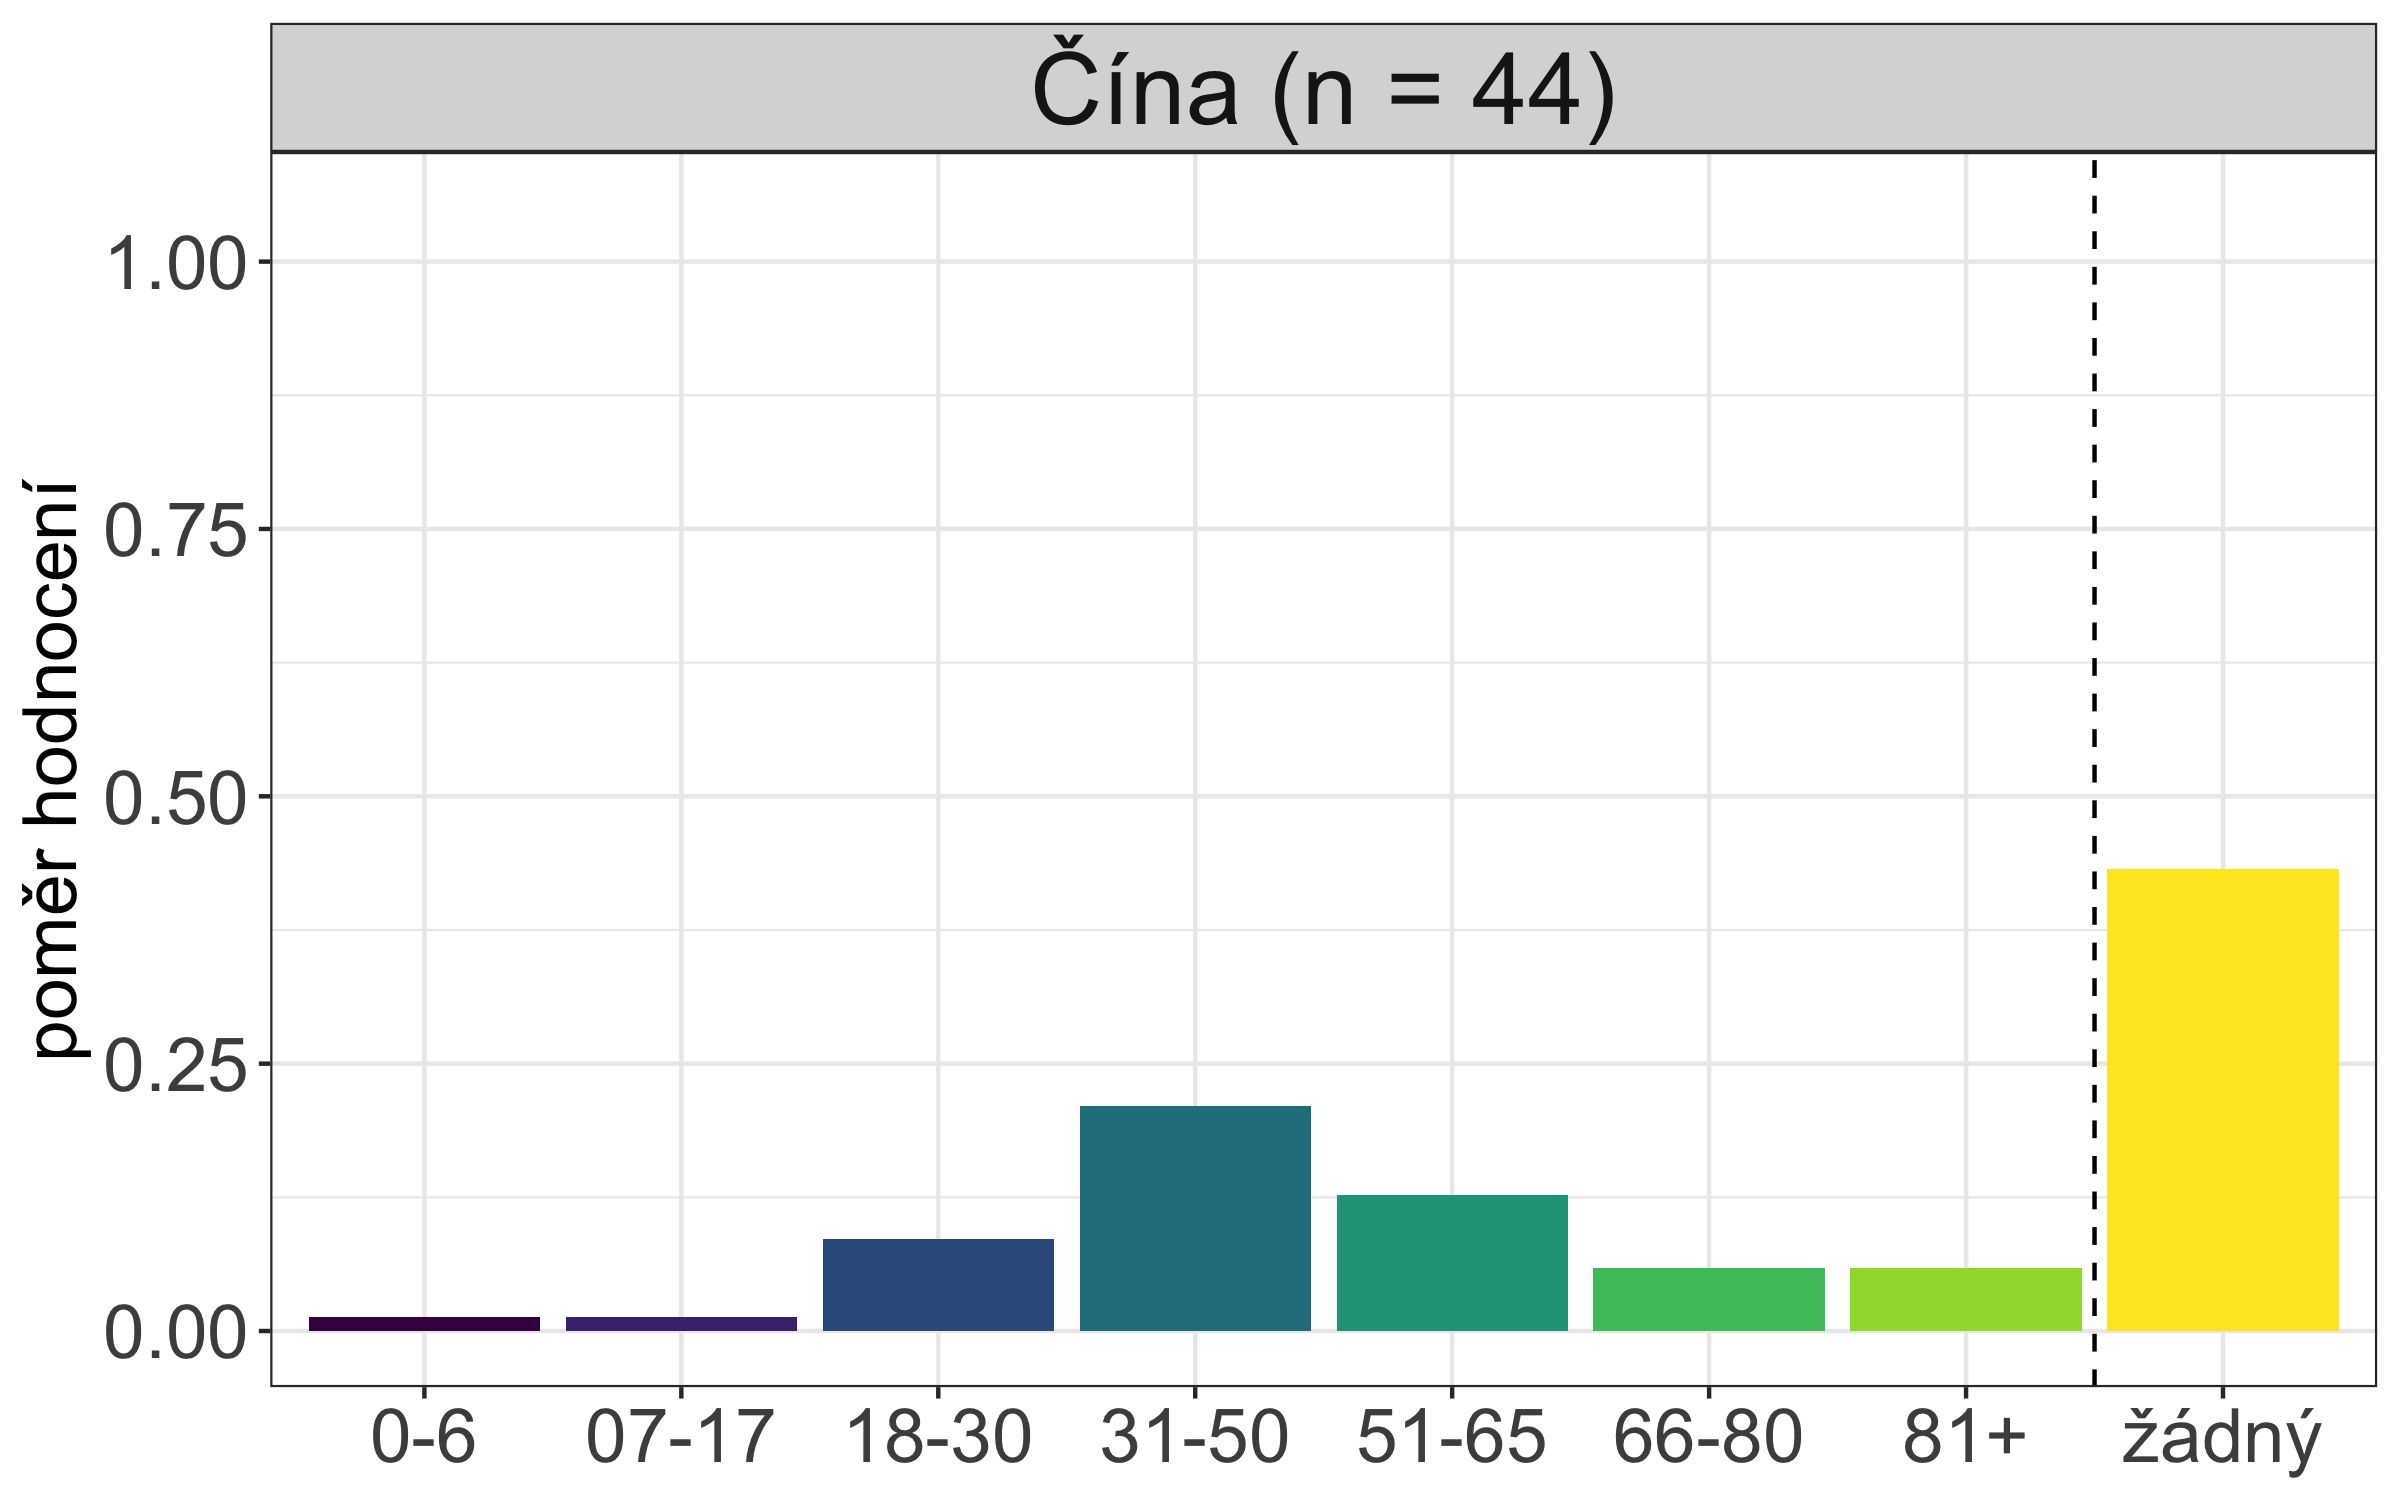 Čína (n = 44)
poměr hodnocení
1.00
0.75
0.50
0.25
0.00
0-6 07-17 18-30 31-50 51-65 66-80 81+ žádný